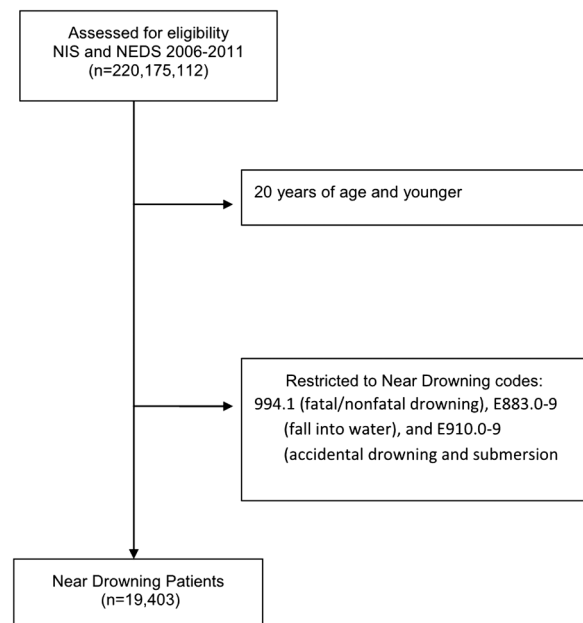 Assessed for eligibility
NIS and NEDS 2006-2011
(n=220,175,112)
20 years of age and younger
Restricted to Near Drowning codes:
994.1 (fatal/nonfatal drowning), E883.0-9
(fall into water), and E910.0-9
(accidental drowning and submersion
Near Drowning Patients
(n=19,403)